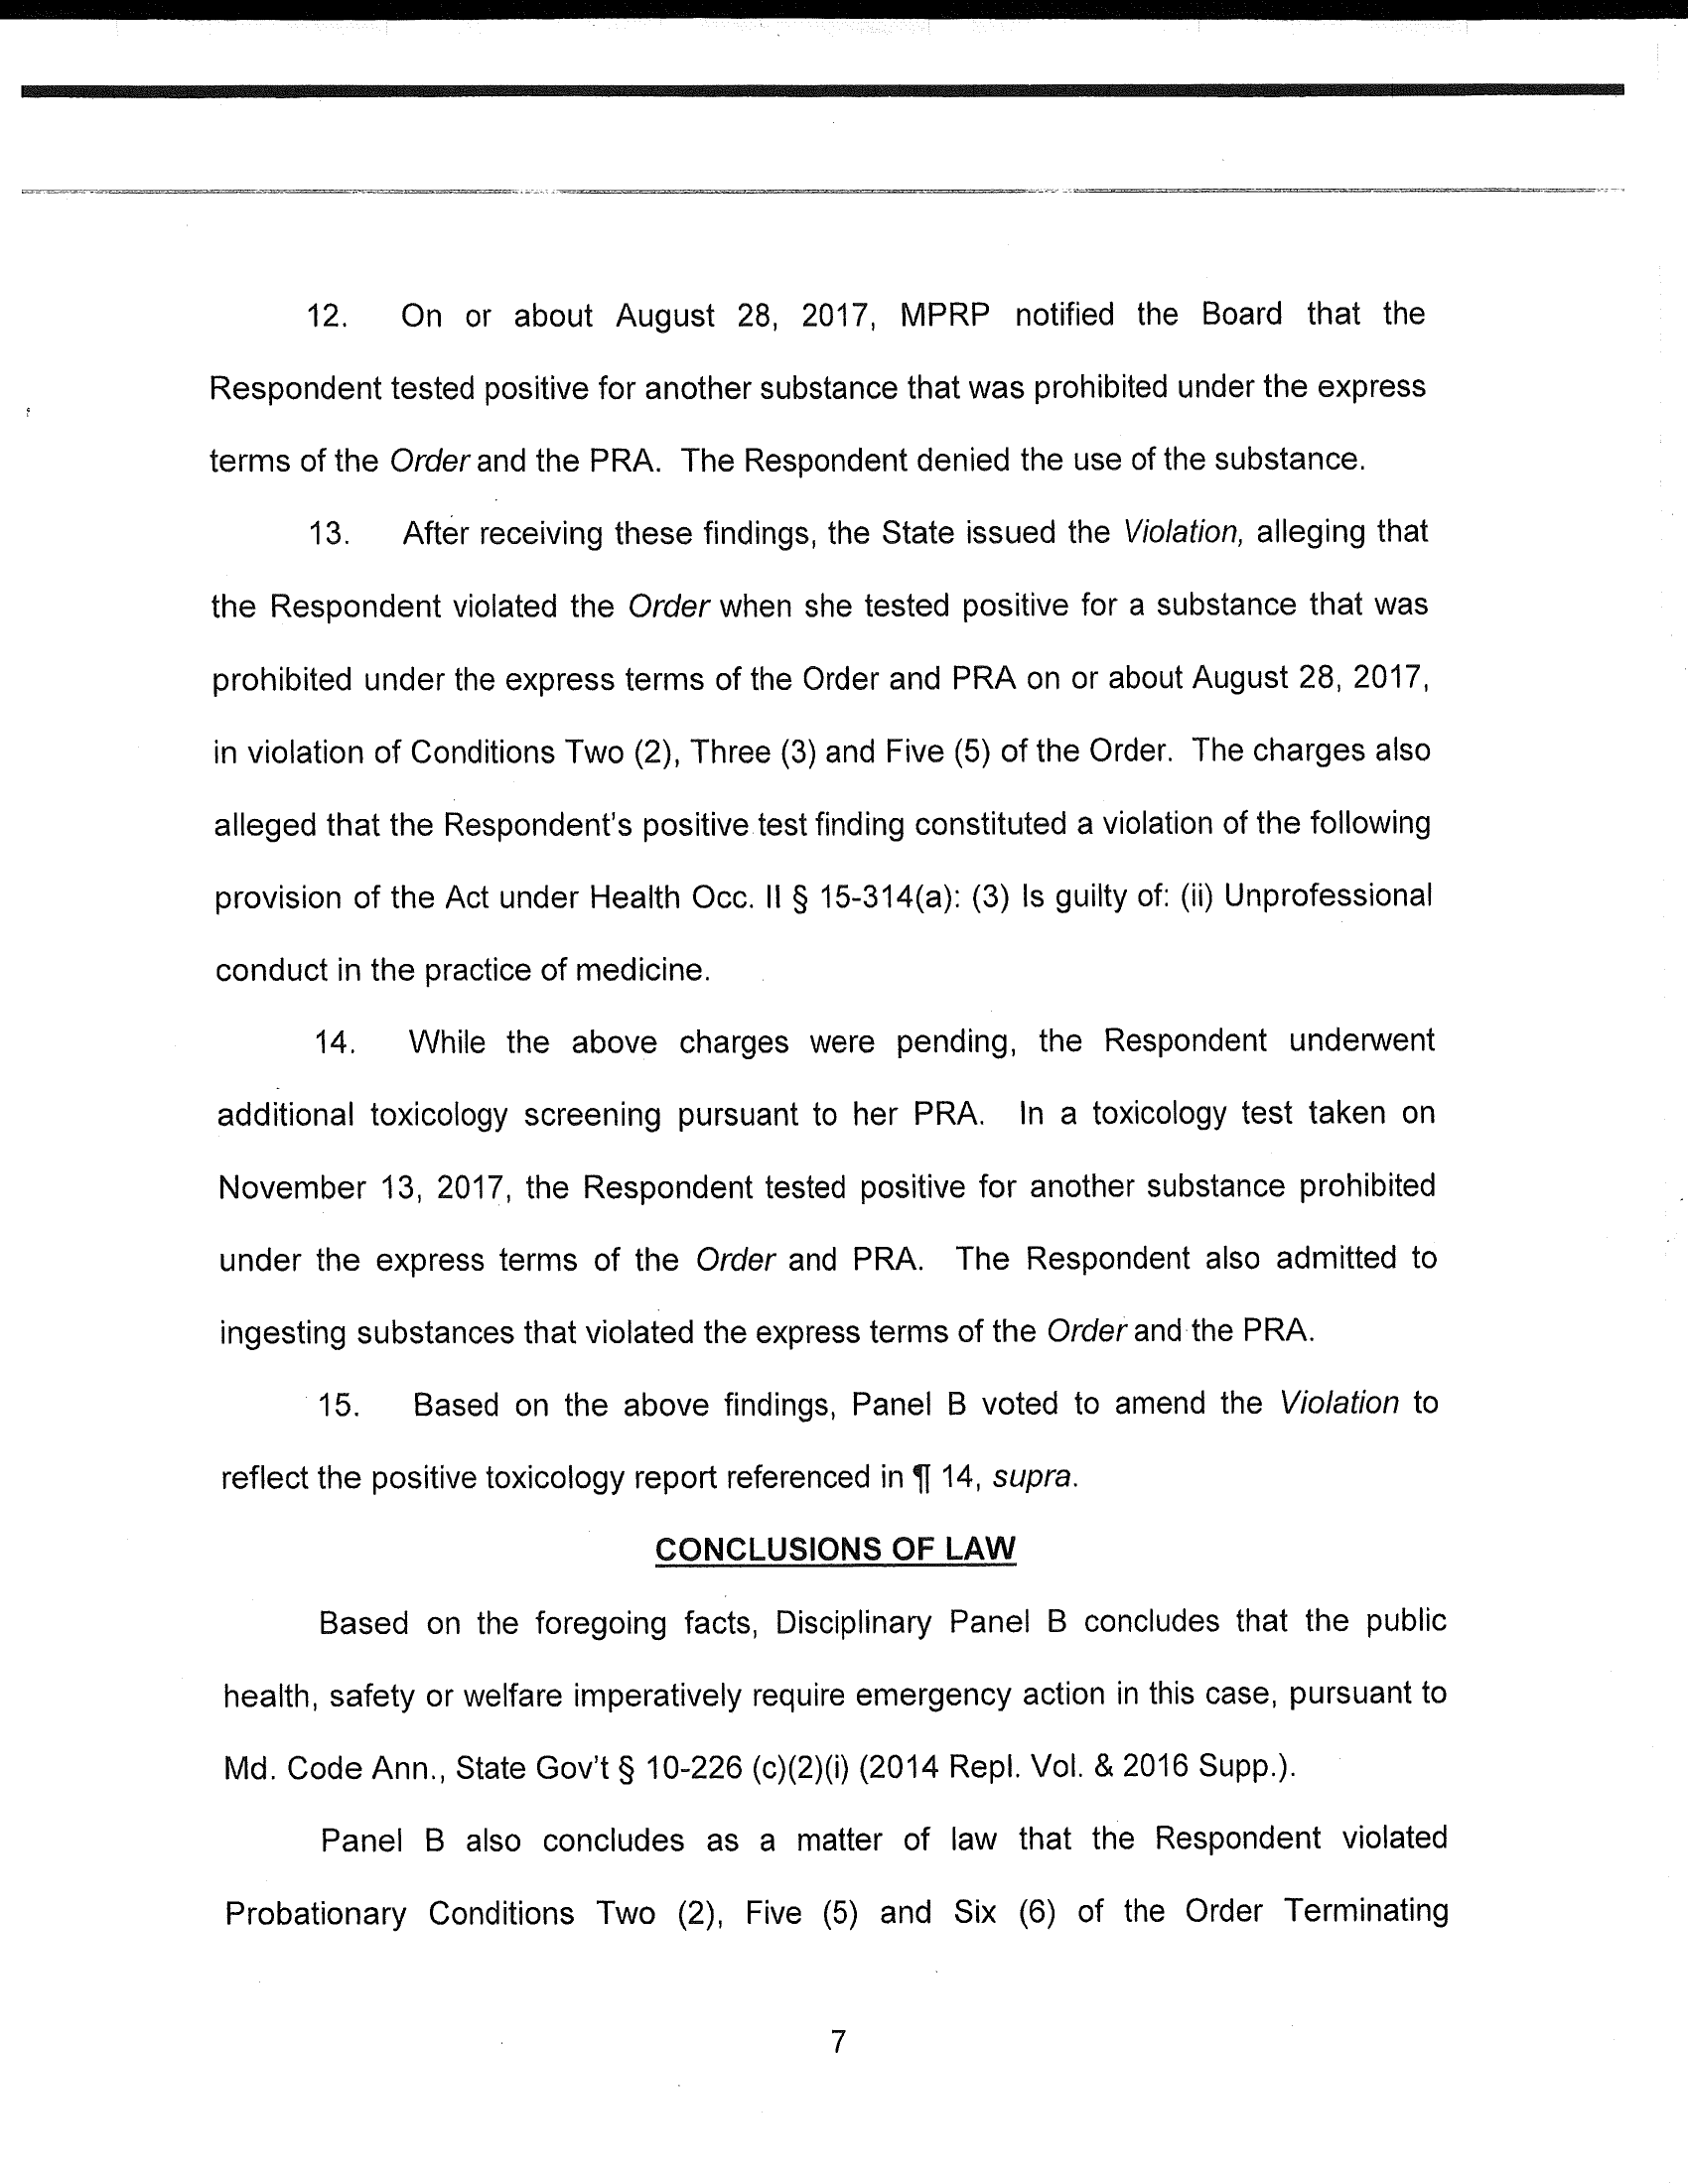 12. On or about August 28, 2017, MPRP notified the Board that the
Respondent tested positive for another substance that was prohibited under the express
terms of the Order and the PRA. The Respondent denied the use of the substance.
13. After receiving these findings, the State issued the Violation, alleging that
the Respondent violated the Order when she tested positive for a substance that was
prohibited under the express terms of the Order and PRA on or about August 28, 2017,
in violation of Conditions Two (2), Three (3) and Five (5) of the Order. The charges also
alleged that the Respondent's positive test finding constituted a violation of the following
provision of the Act under Health Occ. II § 15-314(a): (3) Is guilty of: (ii) Unprofessional
conduct in the practice of medicine.
14. While the above charges were pending, the Respondent underwent
additional toxicology screening pursuant to her PRA. In a toxicology test taken on
November 13, 2017, the Respondent tested positive for another substance prohibited
under the express terms of the Order and PRA. The Respondent also admitted to
ingesting substances that violated the express terms of the Order and the PRA.
15. Based on the above findings, Panel B voted to amend the Violation to
reflect the positive toxicology report referenced in ¶ 14, supra.
CONCLUSIONS OF LAW
Based on the foregoing facts, Disciplinary Panel B concludes that the public
health, safety or welfare imperatively require emergency action in this case, pursuant to
Md. Code Ann., State Gov't § 10-226 (c)(2)(i) (2014 Repl. Vol. & 2016 Supp.).
Panel B also concludes as a matter of law that the Respondent violated
Probationary Conditions Two (2), Five (5) and Six (6) of the Order Terminating
7